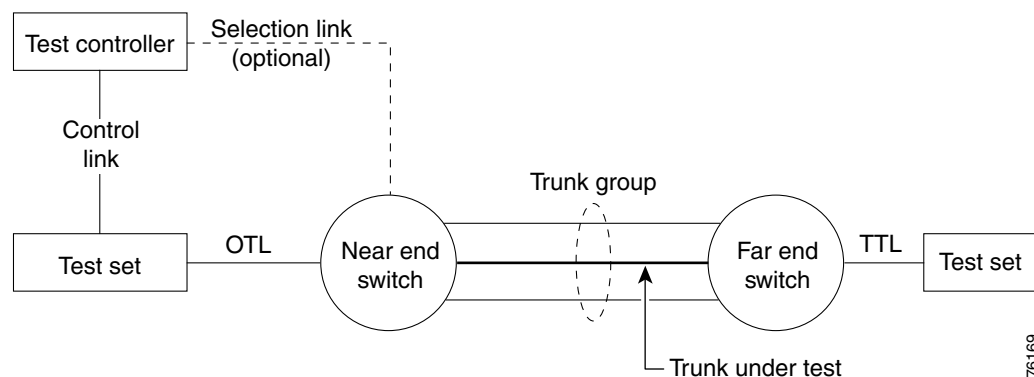 Test controller
Selection link
(optional)
Control
link
Trunk group
Test set
OTL
Near end
switch
Far end
switch
TTL
Test set
Trunk under test
76169